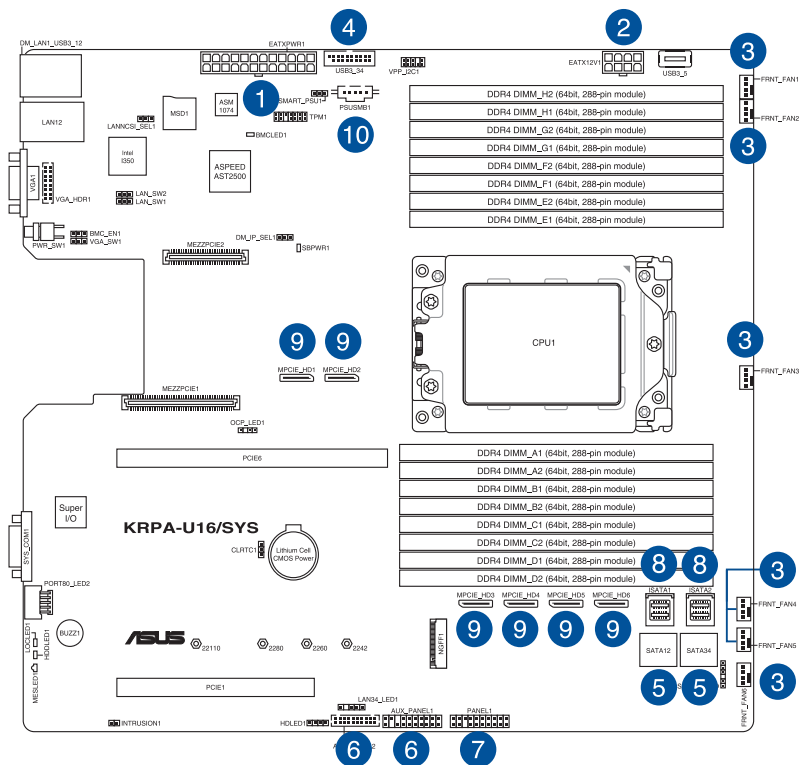 DM_LAN1_USB3_12
EATXPWR1
4
USB3_34
VPP_I2C1
2
EATX12V1
USB3_5
3
FRNT_FAN1
FRNT_FAN2
3
1
SMART_PSU1
PSUSMB1
10
LAN12
LANNCSI_SEL1
MSD1
ASM
1074
TPM1
BMCLED1
DDR4 DIMM_H2 (64bit, 288-pin module)
DDR4 DIMM_H1 (64bit, 288-pin module)
DDR4 DIMM_G2 (64bit, 288-pin module)
DDR4 DIMM_G1 (64bit, 288-pin module)
DDR4 DIMM_F2 (64bit, 288-pin module)
DDR4 DIMM_F1 (64bit, 288-pin module)
DDR4 DIMM_E2 (64bit, 288-pin module)
DDR4 DIMM_E1 (64bit, 288-pin module)
Intel
I350
ASPEED
AST2500
VGA1
VGA_HDR1
LAN_SW2
LAN_SW1
PWR_SW1
BMC_EN1
VGA_SW1
DM_IP_SEL1
MEZZPCIE2
SBPWR1
CPU1
9
9
MPCIE_HD1
MPCIE_HD2
3
FRNT_FAN3
MEZZPCIE1
OCP_LED1
PCIE6
DDR4 DIMM_A1 (64bit, 288-pin module)
DDR4 DIMM_A2 (64bit, 288-pin module)
DDR4 DIMM_B1 (64bit, 288-pin module)
DDR4 DIMM_B2 (64bit, 288-pin module)
DDR4 DIMM_C1 (64bit, 288-pin module)
DDR4 DIMM_C2 (64bit, 288-pin module)
DDR4 DIMM_D1 (64bit, 288-pin module)
DDR4 DIMM_D2 (64bit, 288-pin module)
Super
I/O
KRPA-U16/SYS
CLRTC1
Lithium Cell
CMOS Power
SYS_COM1
8
8
3
ISATA1
ISATA2
PORT80_LED2
MPCIE_HD3
MPCIE_HD4
MPCIE_HD5
MPCIE_HD6
9
9
9
9
FRNT_FAN4
FRNT_FAN5
LOCLED1
HDDLED1
MESLED1
BUZZ1
ASUS
22110
2280
2260
2242
NGFF1
SATA12
SATA34
5
5
3
FRNT_FAN6
PCIE1
LAN34_LED1
AUX_PANEL1
PANEL1
INTRUSION1
HDLED1
6
6
7